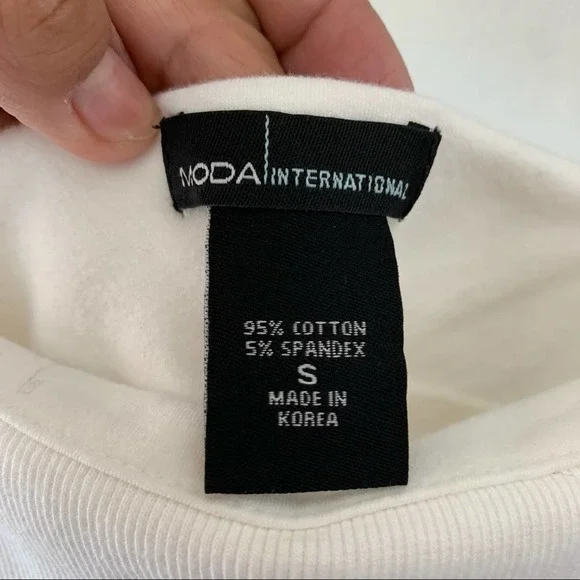 MODA INTERNATIONAL
95% COTTON
5% SPANDEX
S
MADE IN
KOREA